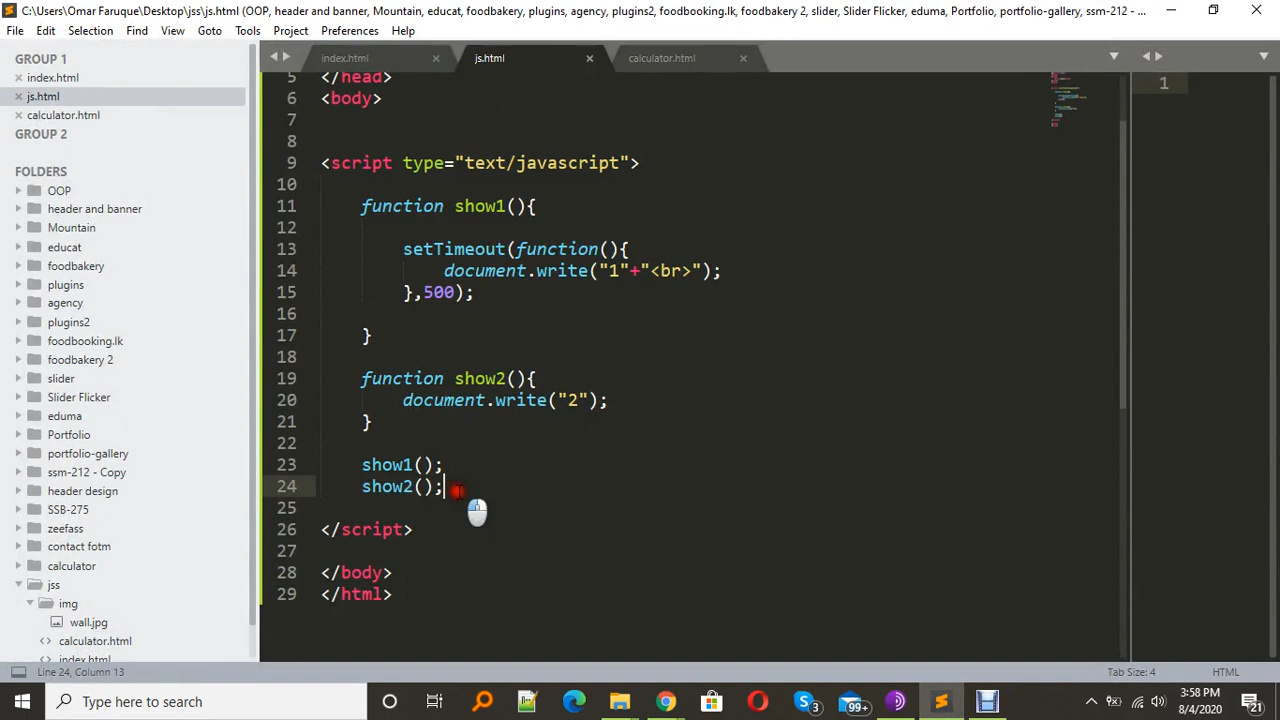 C:\Users\Omar Faruque\Desktop\jss\js.html (OOP, header and banner, Mountain, educat, foodbakery, plugins, agency, plugins2, foodbooking.lk, foodbakery 2, slider, Slider Flicker, eduma, Portfolio, portfolio-gallery, ssm-212 - ...
File Edit Selection Find View Goto Tools Project Preferences Help
GROUP 1
index.html
js.html
calculator.html
GROUP 2
FOLDERS
OOP
header and banner
Mountain
educat
foodbakery
plugins
agency
plugins2
foodbooking.lk
foodbakery 2
slider
Slider Flicker
eduma
Portfolio
portfolio-gallery
ssm-212 - Copy
header design
SSB-275
zeefass
contact fotm
calculator
jss
img
wall.jpg
calculator.html
index.html
index.html js.html calculator.html
5 </head>
6 <body>
7
8
9 <script type="text/javascript">
10
11 function show1(){
12
13 setTimeout(function(){
14 document.write("1"+"<br>");
15 },500);
16
17 }
18
19 function show2(){
20 document.write("2");
21 }
22
23 show1();
24 show2();
25
26 </script>
27
28 </body>
29 </html>
1
Line 24, Column 13
Tab Size: 4
HTML
Type here to search
3
99+
3:58 PM
8/4/2020
21